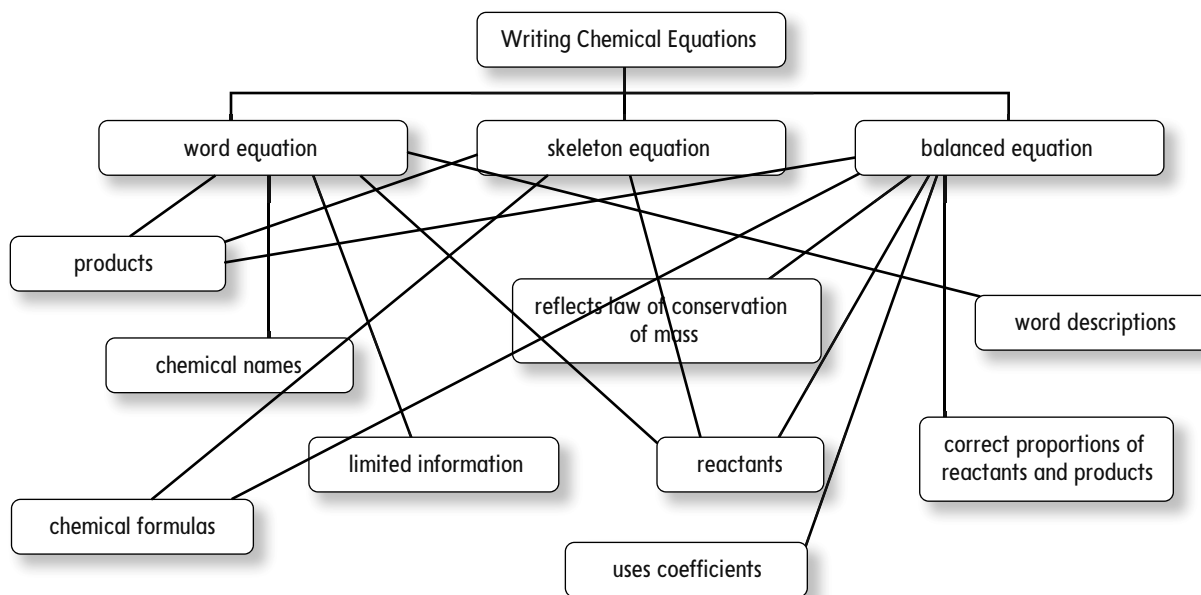 Writing Chemical Equations
word equation
skeleton equation
balanced equation
products
reflects law of conservation
of mass
word descriptions
chemical names
limited information
reactants
correct proportions of
reactants and products
chemical formulas
uses coefficients